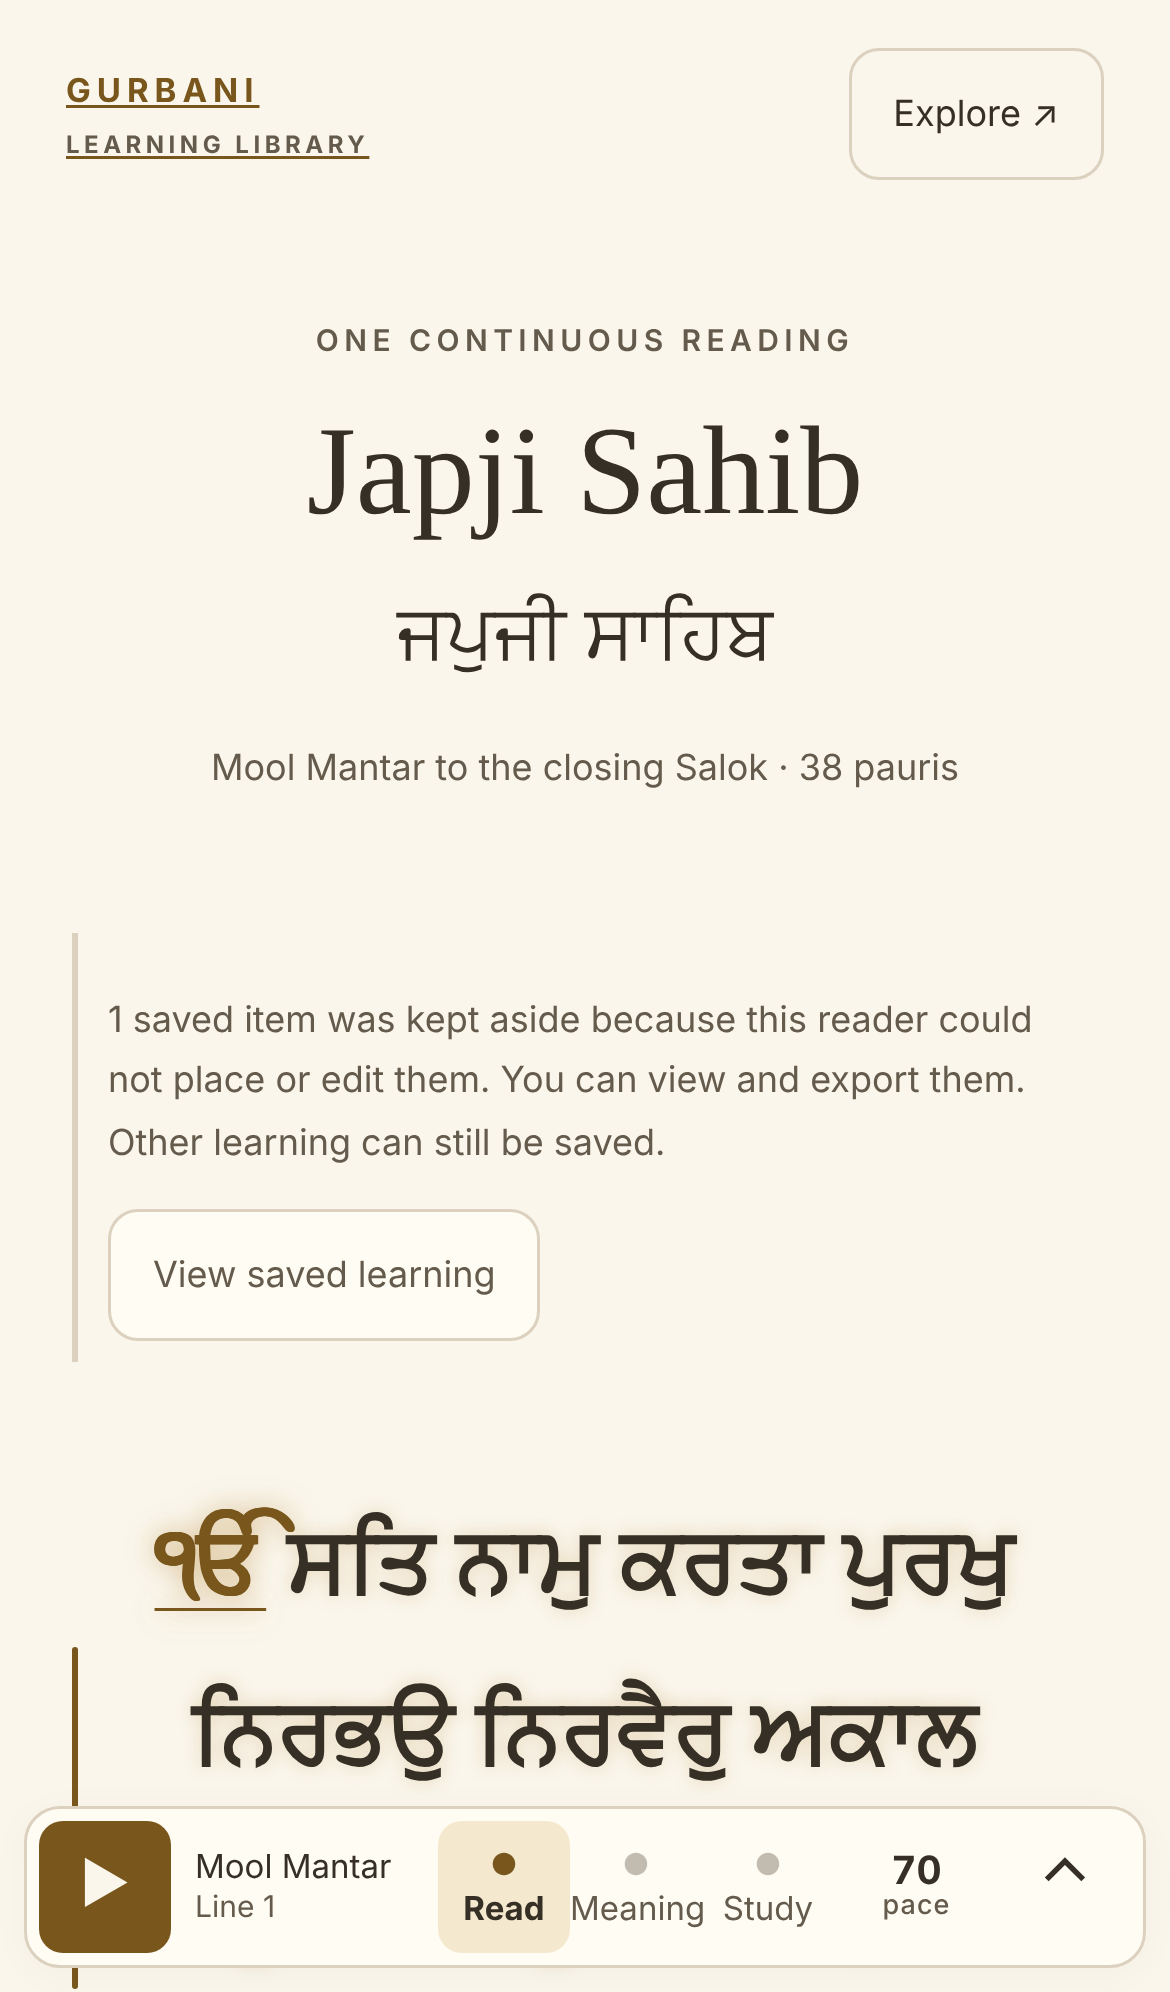 GURBANI
LEARNING LIBRARY
Explore ↗
ONE CONTINUOUS READING
Japji Sahib
ਜਪੁਜੀ ਸਾਹਿਬ
Mool Mantar to the closing Salok · 38 pauris
1 saved item was kept aside because this reader could
not place or edit them. You can view and export them.
Other learning can still be saved.
View saved learning
ੴ ਸਤਿ ਨਾਮੁ ਕਰਤਾ ਪੁਰਖੁ
ਨਿਰਭਉ ਨਿਰਵੈਰੁ ਅਕਾਲ
Mool Mantar
Line 1
Read
Meaning
Study
70
pace